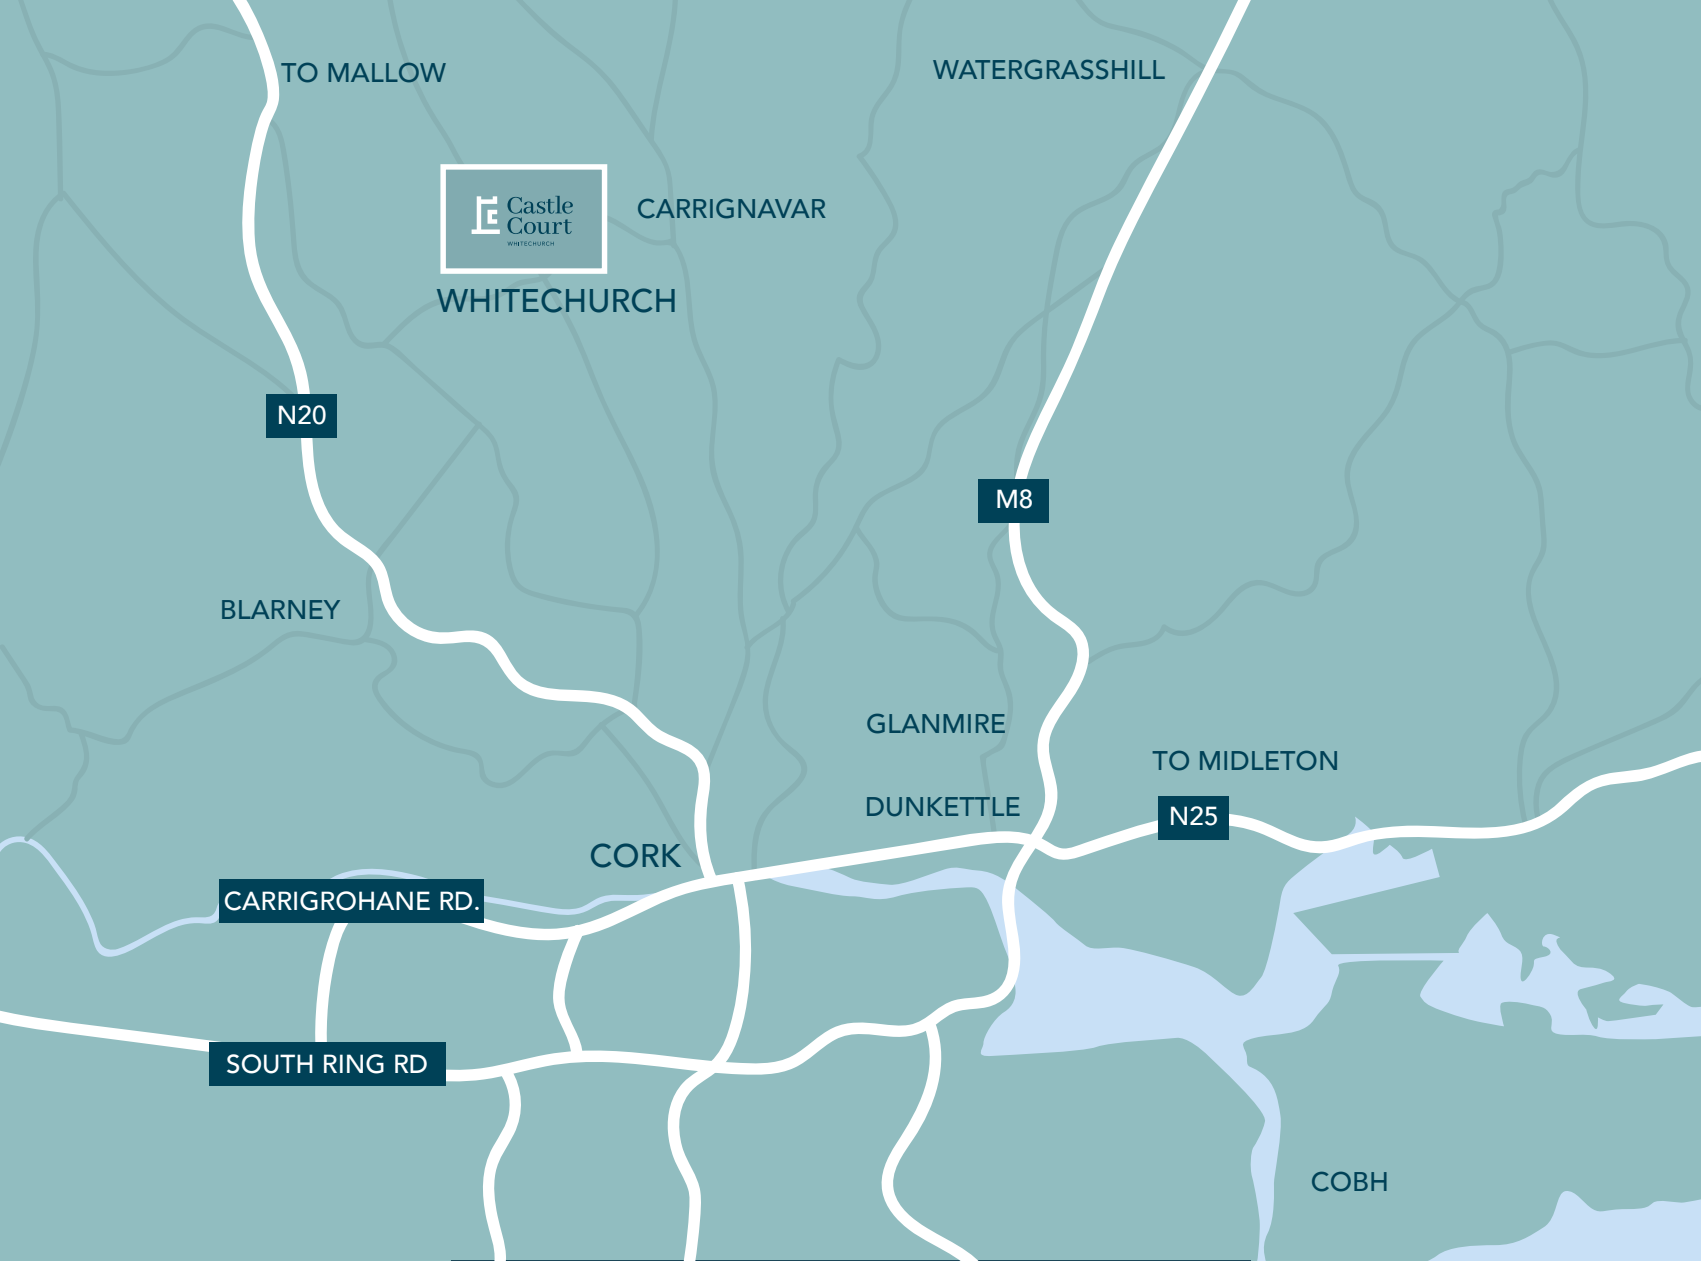 TO MALLOW
WATERGRASSHILL
Castle
Court
WHITECHURCH
CARRIGNAVAR
WHITECHURCH
N20
M8
BLARNEY
GLANMIRE
TO MIDLETON
DUNKETTLE
N25
CORK
CARRIGROHANE RD.
SOUTH RING RD
COBH